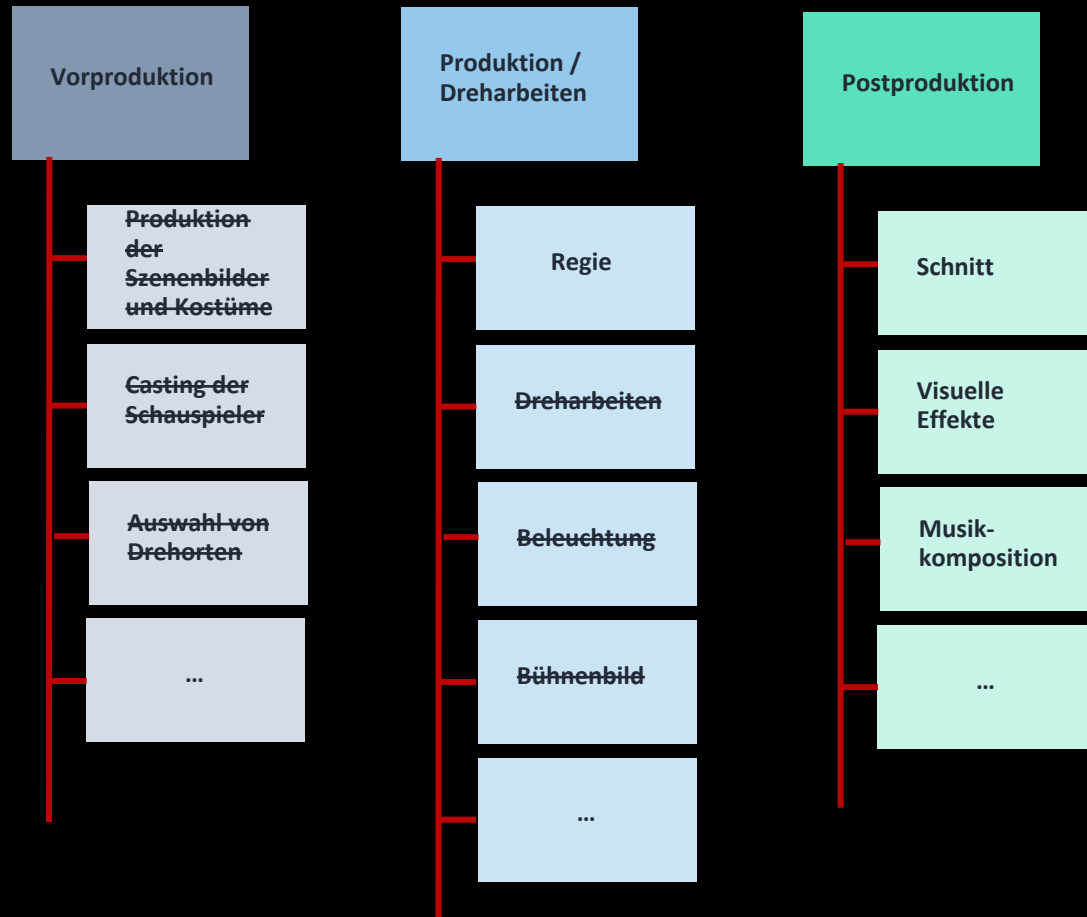 Vorproduktion
Produktion
der
Szenenbilder
und Kostüme
Casting der
Schauspieler
Auswahl von
Drehorten
...
Produktion /
Dreharbeiten
Regie
Dreharbeiten
Beleuchtung
Bühnenbild
...
Postproduktion
Schnitt
Visuelle
Effekte
Musik-
komposition
...